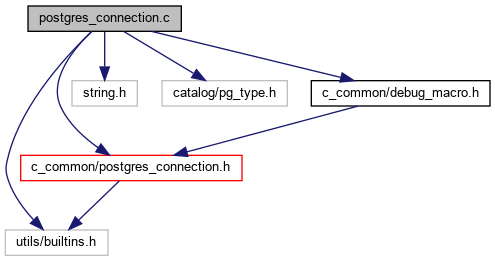 postgres_connection.c
string.h
catalog/pg_type.h
c_common/debug_macro.h
c_common/postgres_connection.h
utils/builtins.h